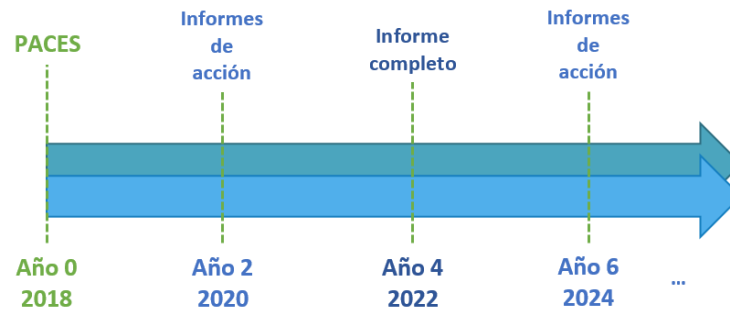 PACES
Informes
de
acción
Informe
completo
Informes
de
acción
Año 0
2018
Año 2
2020
Año 4
2022
Año 6
2024
...